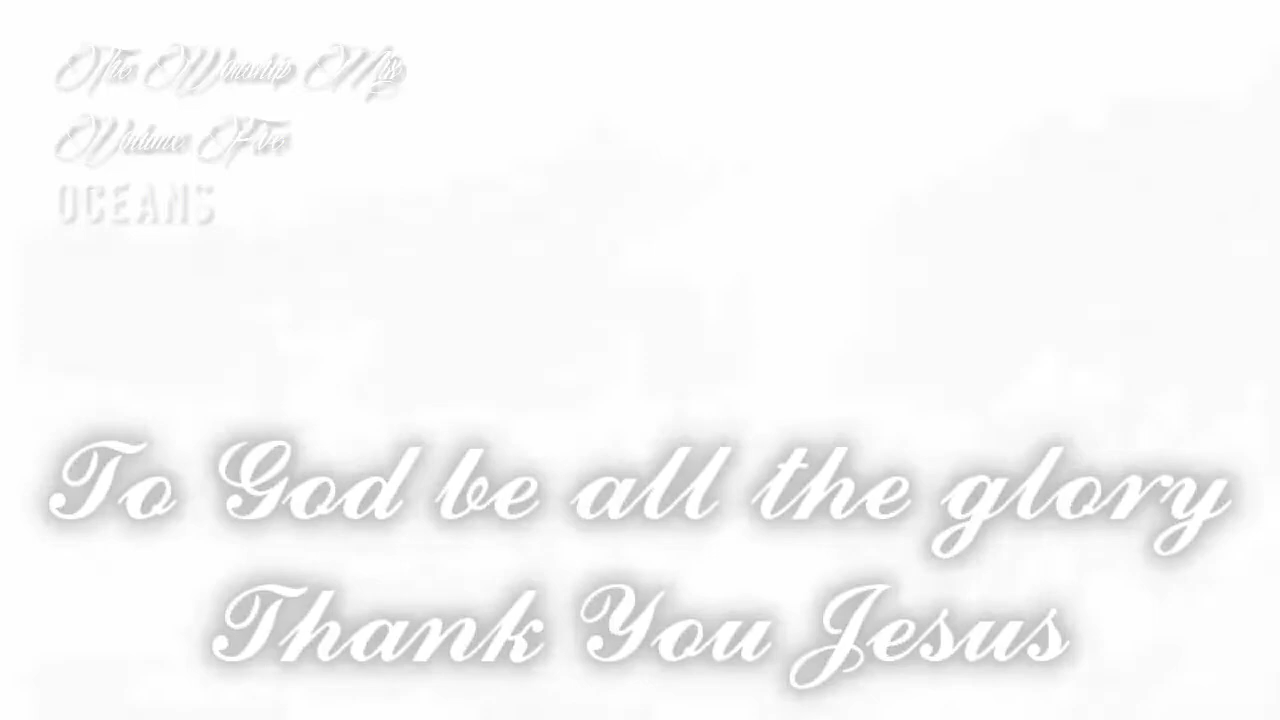 The Worship Mix
Volume Five
OCEANS
To God be all the glory
Thank You Jesus